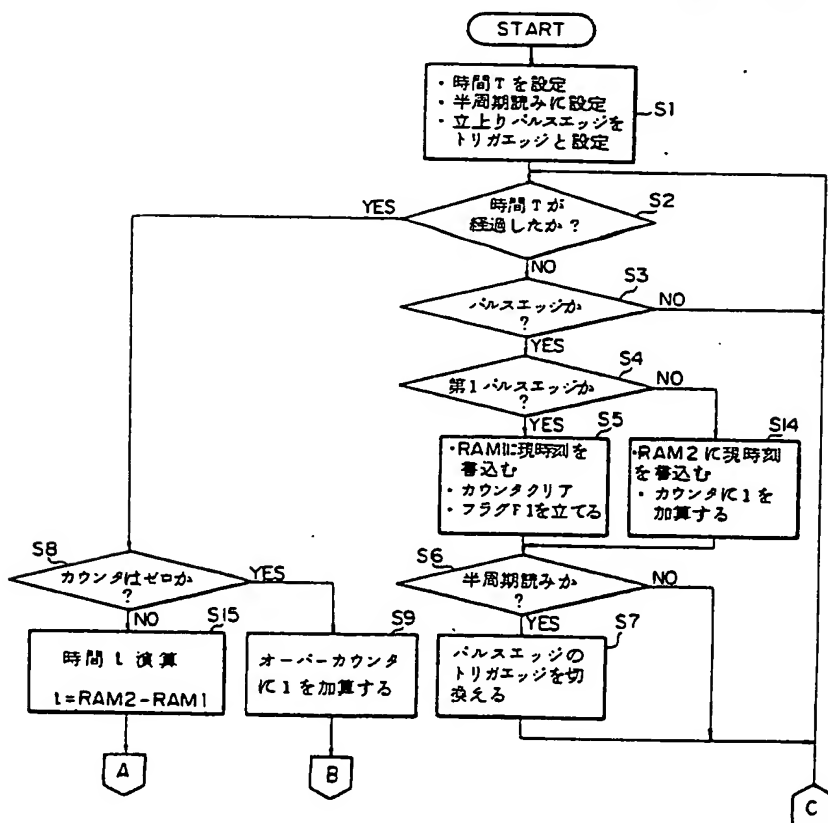 START
・時間Tを設定
・半周期読みに設定
・立上りパルスエッジを
トリガエッジと設定
S1
時間Tが
経過したか?
S2
YES
NO
パルスエッジか
?
S3
NO
YES
第1パルスエッジか
?
S4
NO
YES
S5
・RAM1に現時刻を
書込む
・カウンタクリア
・フラグF1を立てる
S14
・RAM2に現時刻
を書込む
・カウンタに1を
加算する
S8
カウンタはゼロか
?
YES
NO
S6
半周期読みか
?
NO
YES
S15
時間t演算
t=RAM2-RAM1
S9
オーバーカウンタ
に1を加算する
S7
パルスエッジの
トリガエッジを切
換える
A
B
C